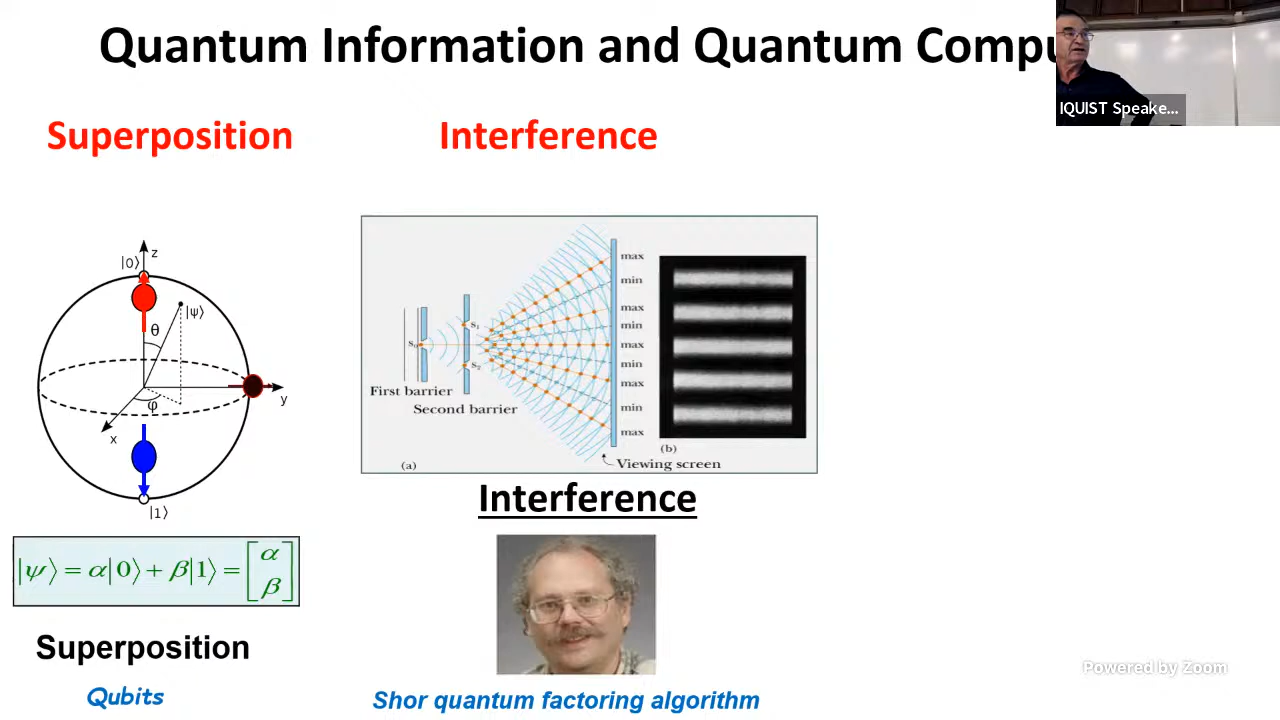 Quantum Information and Quantum Compu
IQUIST Speake...
Superposition
Interference
|0⟩
z
|ψ⟩
θ
φ
y
x
|1⟩
|ψ⟩ = α|0⟩ + β|1⟩ = [α
β]
Superposition
Qubits
S₀
S₁
S₂
First barrier
Second barrier
max
min
max
min
max
min
max
min
max
Viewing screen
(a)
(b)
Interference
Shor quantum factoring algorithm
Powered by Zoom